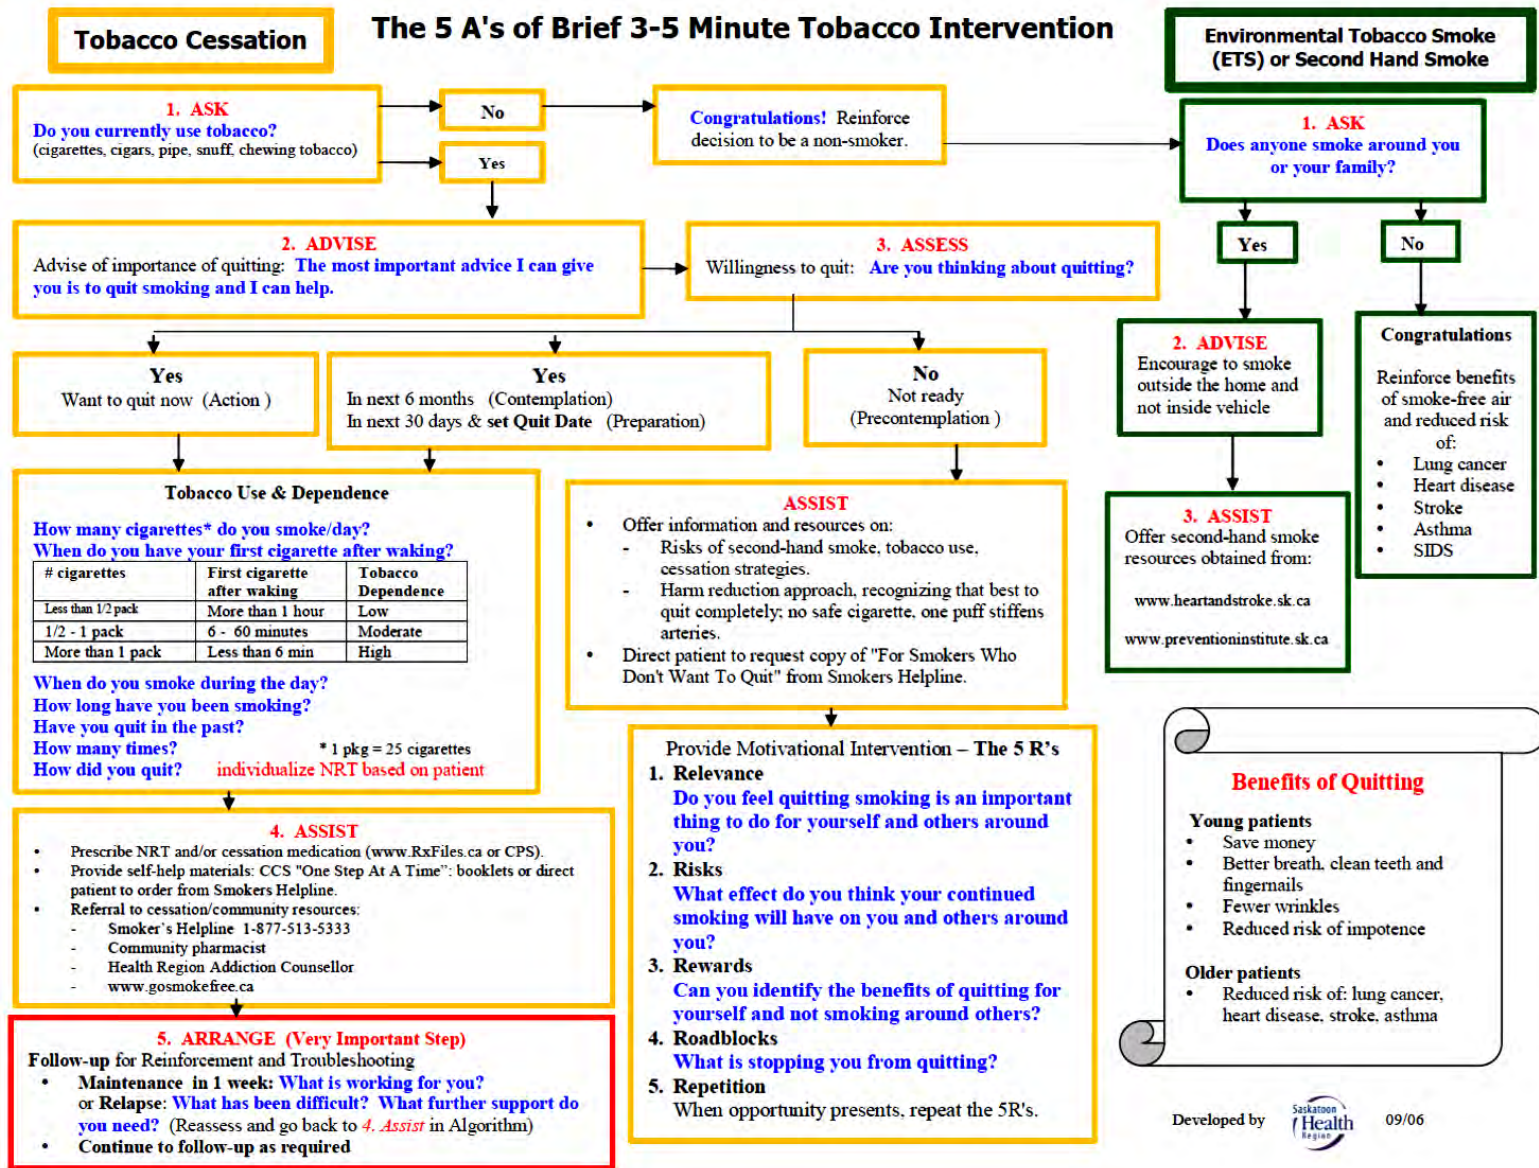 Tobacco Cessation
The 5 A's of Brief 3-5 Minute Tobacco Intervention
Environmental Tobacco Smoke
(ETS) or Second Hand Smoke
1. ASK
Do you currently use tobacco?
(cigarettes, cigars, pipe, snuff, chewing tobacco)
No
Yes
Congratulations! Reinforce
decision to be a non-smoker.
1. ASK
Does anyone smoke around you
or your family?
Yes
No
2. ADVISE
Advise of importance of quitting: The most important advice I can give
you is to quit smoking and I can help.
3. ASSESS
Willingness to quit: Are you thinking about quitting?
Yes
Want to quit now (Action )
Yes
In next 6 months (Contemplation)
In next 30 days & set Quit Date (Preparation)
No
Not ready
(Precontemplation )
2. ADVISE
Encourage to smoke
outside the home and
not inside vehicle
Congratulations
Reinforce benefits
of smoke-free air
and reduced risk
of:
• Lung cancer
• Heart disease
• Stroke
• Asthma
• SIDS
Tobacco Use & Dependence
How many cigarettes* do you smoke/day?
When do you have your first cigarette after waking?
# cigarettes First cigarette after waking Tobacco Dependence
Less than 1/2 pack More than 1 hour Low
1/2 - 1 pack 6 - 60 minutes Moderate
More than 1 pack Less than 6 min High
When do you smoke during the day?
How long have you been smoking?
Have you quit in the past?
How many times? * 1 pkg = 25 cigarettes
How did you quit? individualize NRT based on patient
ASSIST
• Offer information and resources on:
- Risks of second-hand smoke, tobacco use,
cessation strategies.
- Harm reduction approach, recognizing that best to
quit completely; no safe cigarette, one puff stiffens
arteries.
• Direct patient to request copy of "For Smokers Who
Don't Want To Quit" from Smokers Helpline.
3. ASSIST
Offer second-hand smoke
resources obtained from:
www.heartandstroke.sk.ca
www.preventioninstitute.sk.ca
4. ASSIST
• Prescribe NRT and/or cessation medication (www.RxFiles.ca or CPS).
• Provide self-help materials: CCS "One Step At A Time”: booklets or direct
patient to order from Smokers Helpline.
• Referral to cessation/community resources:
- Smoker's Helpline 1-877-513-5333
- Community pharmacist
- Health Region Addiction Counsellor
- www.gosmokefree.ca
5. ARRANGE (Very Important Step)
Follow-up for Reinforcement and Troubleshooting
• Maintenance in 1 week: What is working for you?
or Relapse: What has been difficult? What further support do
you need? (Reassess and go back to 4. Assist in Algorithm)
• Continue to follow-up as required
Provide Motivational Intervention – The 5 R's
1. Relevance
Do you feel quitting smoking is an important
thing to do for yourself and others around
you?
2. Risks
What effect do you think your continued
smoking will have on you and others around
you?
3. Rewards
Can you identify the benefits of quitting for
yourself and not smoking around others?
4. Roadblocks
What is stopping you from quitting?
5. Repetition
When opportunity presents, repeat the 5R's.
Benefits of Quitting
Young patients
• Save money
• Better breath, clean teeth and
fingernails
• Fewer wrinkles
• Reduced risk of impotence
Older patients
• Reduced risk of: lung cancer,
heart disease, stroke, asthma
Developed by
Saskatoon
Health
Region
09/06